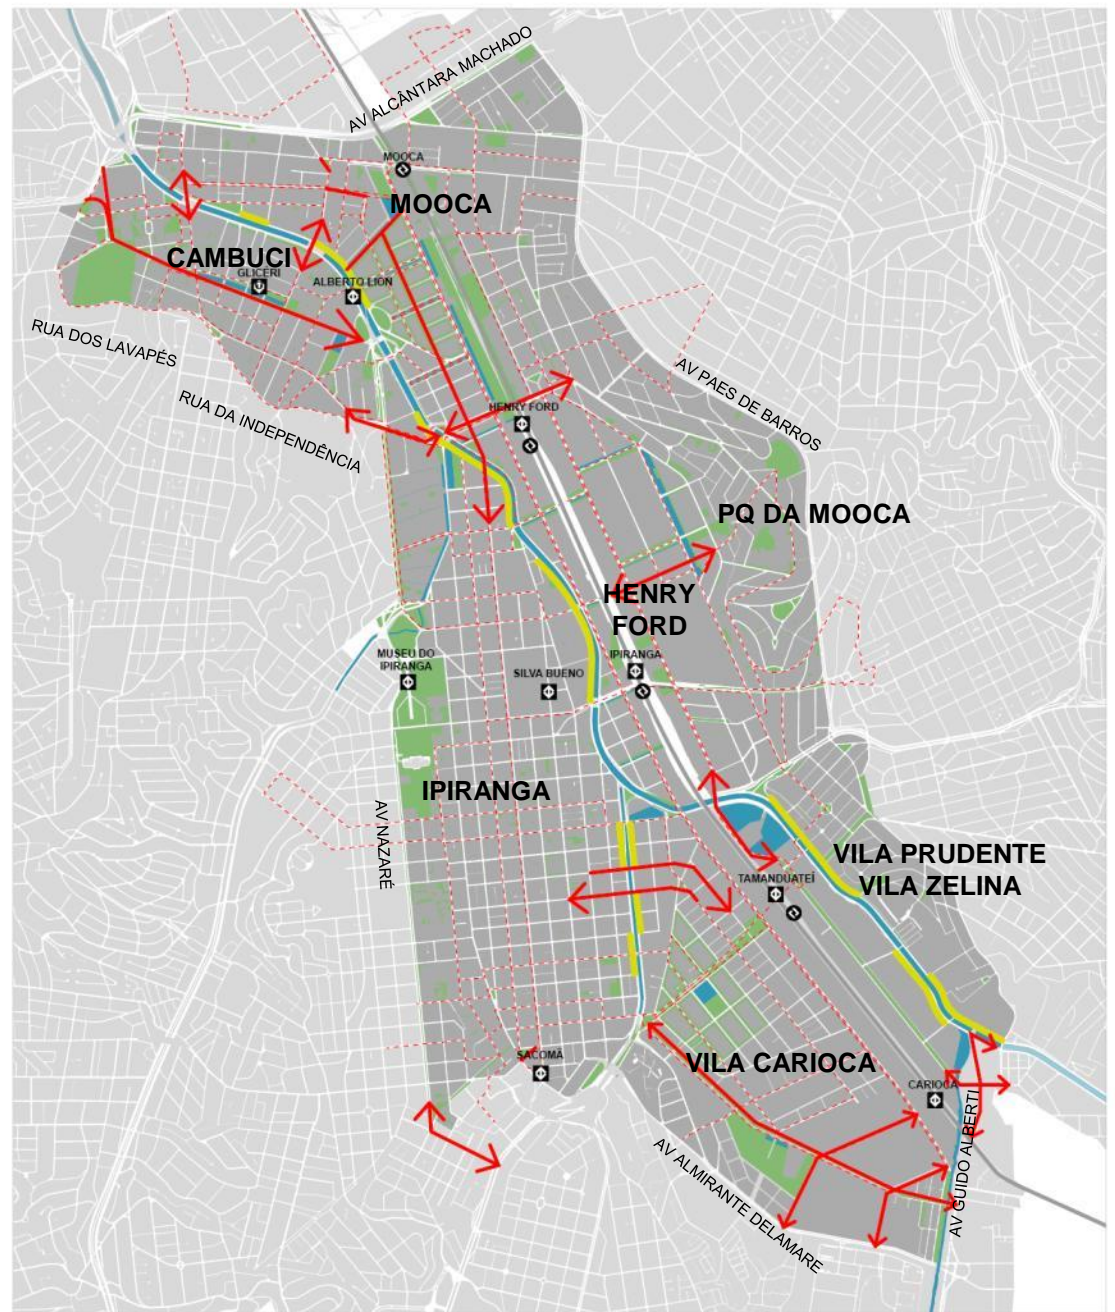 AV ALCÂNTARA MACHADO
MOOCA
MOOCA
CAMBUCI
GLICERI
ALBERTO LION
RUA DOS LAVAPÉS
RUA DA INDEPENDÊNCIA
AV PAES DE BARROS
HENRY FORD
PQ DA MOOCA
HENRY
FORD
IPIRANGA
MUSEU DO
IPIRANGA
SILVA BUENO
IPIRANGA
AV NAZARÉ
VILA PRUDENTE
VILA ZELINA
TAMANDUATEÍ
SACOMÃ
VILA CARIOCA
CARIOCA
AV GUIDO ALBERTI
AV ALMIRANTE DELAMARE